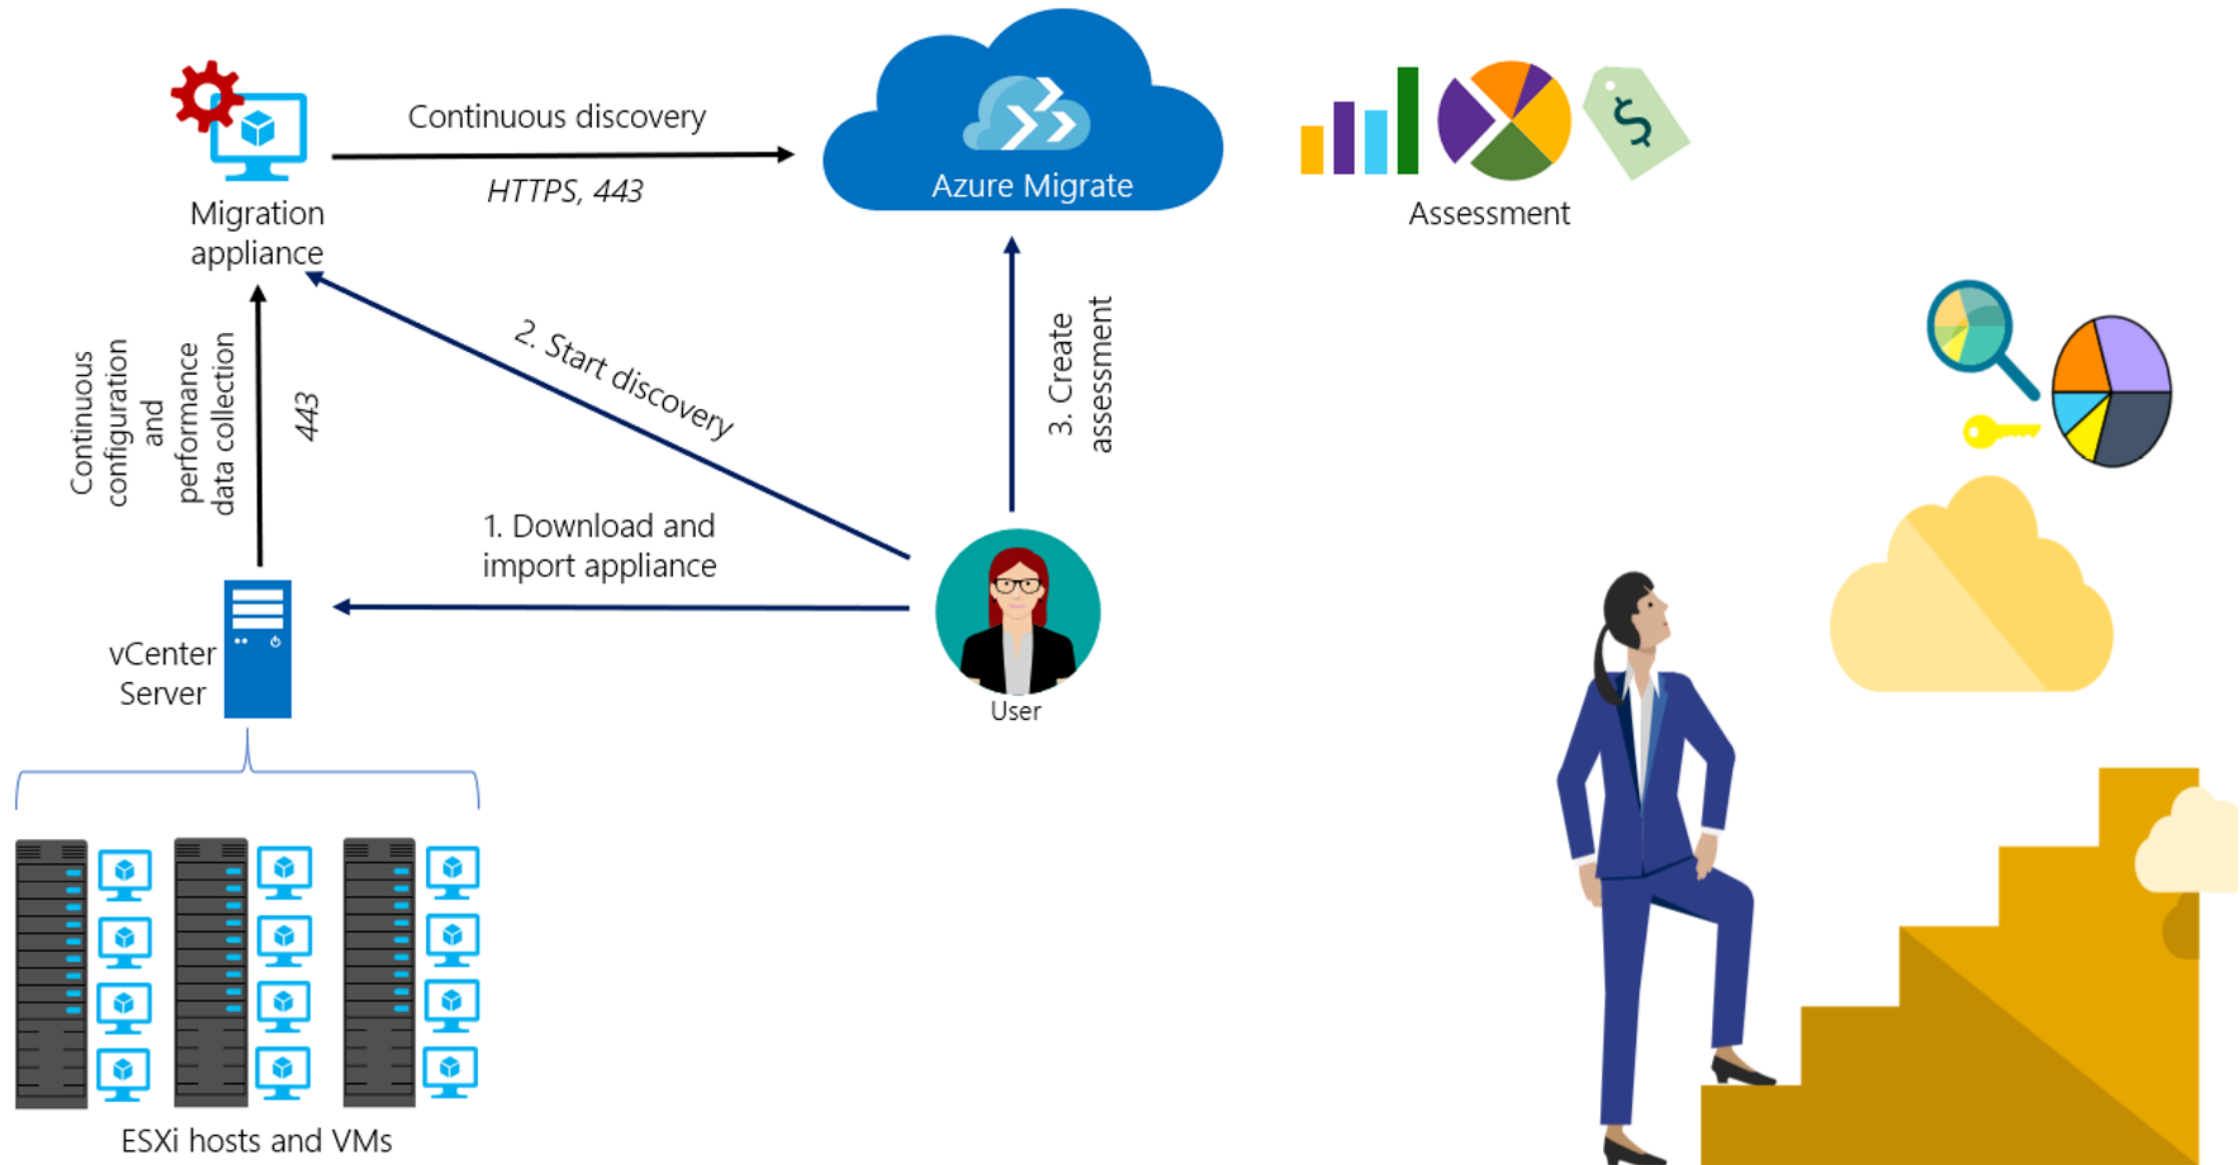 Continuous discovery
HTTPS, 443
Azure Migrate
$
Assessment
Migration
appliance
Continuous
configuration
and
performance
data collection
443
2. Start discovery
3. Create
assessment
1. Download and
import appliance
vCenter
Server
User
ESXi hosts and VMs